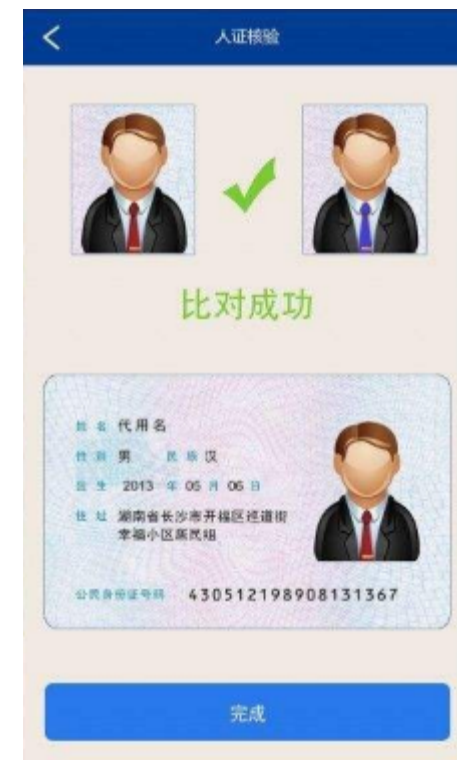 人证核验
比对成功
姓名 代用名
性别 男 民族 汉
出生 2013 年 05 月 06 日
住址 湖南省长沙市开福区巡道街
幸福小区居民组
公民身份证号码 430512198908131367
完成